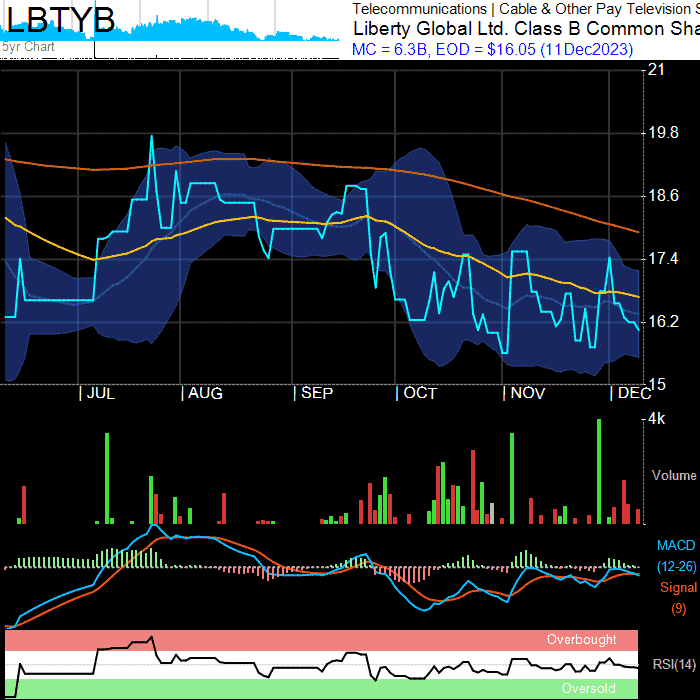 LBTYB
5yr Chart
Telecommunications | Cable & Other Pay Television S
Liberty Global Ltd. Class B Common Sha
MC = 6.3B, EOD = $16.05 (11Dec2023)
21
19.8
18.6
17.4
16.2
15
JUL AUG SEP OCT NOV DEC
4k
Volume
MACD
(12-26)
Signal
(9)
Overbought
RSI(14)
Oversold